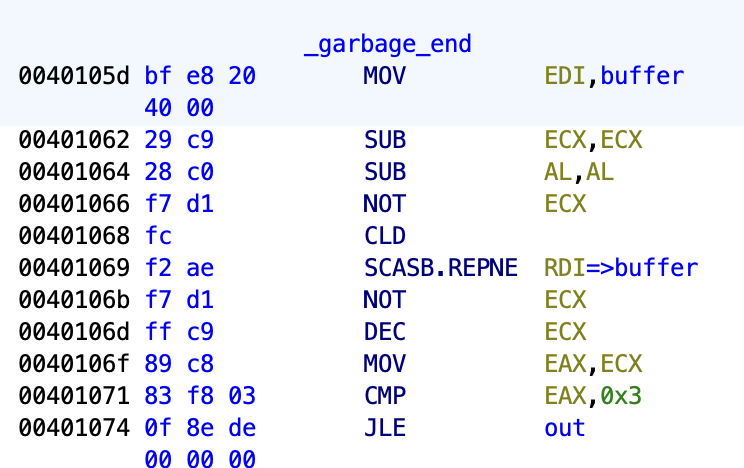 _garbage_end
0040105d bf e8 20 MOV EDI,buffer
40 00
00401062 29 c9 SUB ECX,ECX
00401064 28 c0 SUB AL,AL
00401066 f7 d1 NOT ECX
00401068 fc CLD
00401069 f2 ae SCASB.REPNE RDI=>buffer
0040106b f7 d1 NOT ECX
0040106d ff c9 DEC ECX
0040106f 89 c8 MOV EAX,ECX
00401071 83 f8 03 CMP EAX,0x3
00401074 0f 8e de JLE out
00 00 00